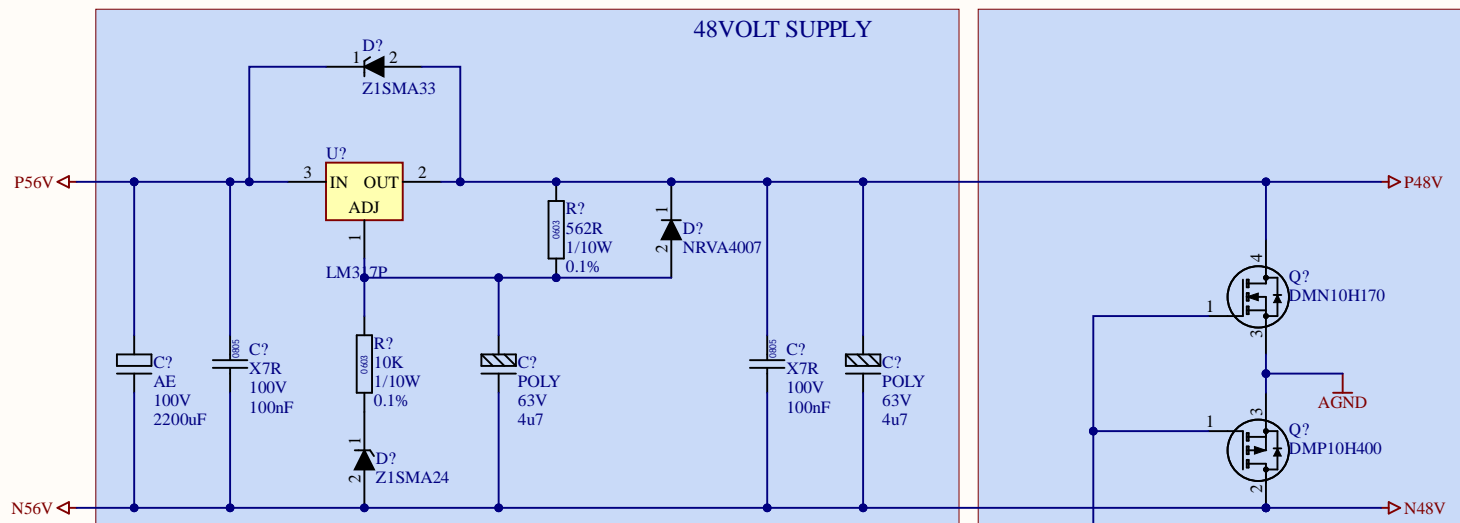 48VOLT SUPPLY
D?
1 2
Z1SMA33
U?
P56V
3
IN OUT
2
ADJ
1
LM317P
R?
0603
562R
1/10W
0.1%
1
D?
NRVA4007
2
P48V
4
Q?
DMN10H170
1
3
C?
AE
100V
2200uF
0805
C?
X7R
100V
100nF
R?
0603
10K
1/10W
0.1%
C?
POLY
63V
4u7
0805
C?
X7R
100V
100nF
C?
POLY
63V
4u7
AGND
1
D?
Z1SMA24
2
3
1
Q?
DMP10H400
2
N56V
N48V